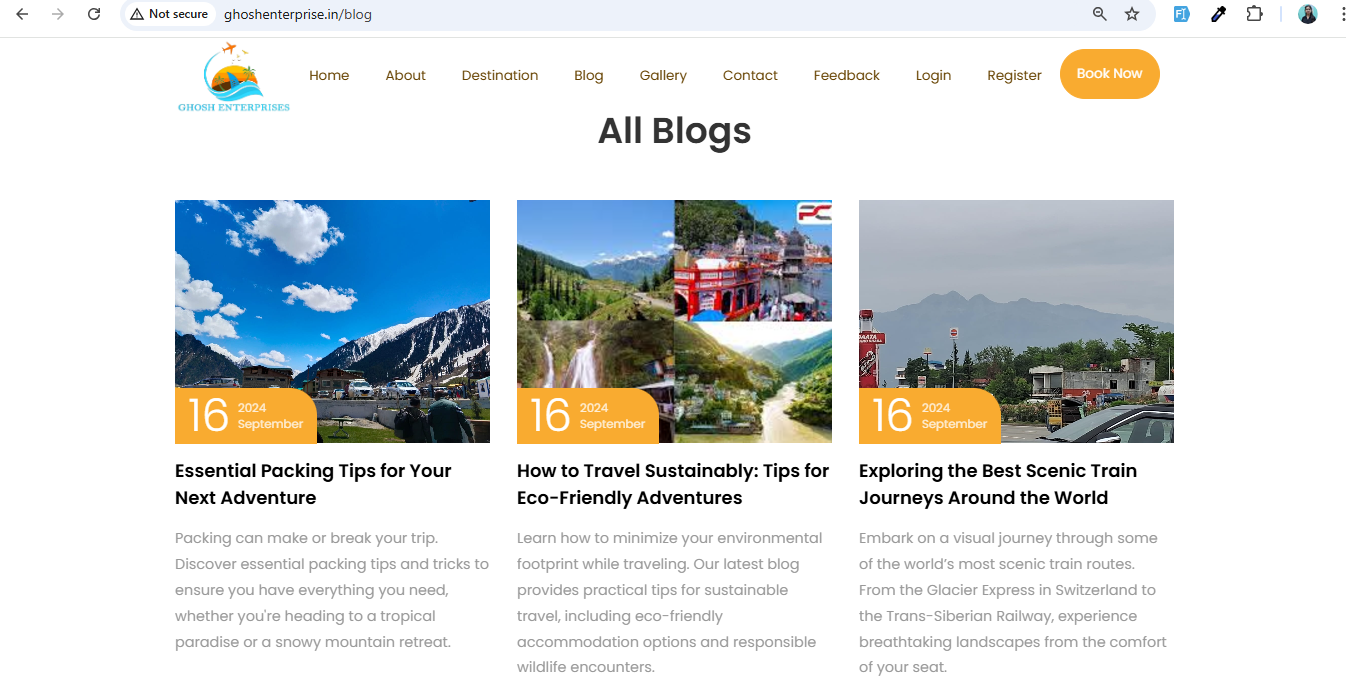 Not secure
ghoshenterprise.in/blog
GHOSH ENTERPRISES
Home
About
Destination
Blog
Gallery
Contact
Feedback
Login
Register
Book Now
All Blogs
PC
16
2024
September
16
2024
September
16
2024
September
Essential Packing Tips for Your
Next Adventure
How to Travel Sustainably: Tips for
Eco-Friendly Adventures
Exploring the Best Scenic Train
Journeys Around the World
Packing can make or break your trip.
Discover essential packing tips and tricks to
ensure you have everything you need,
whether you're heading to a tropical
paradise or a snowy mountain retreat.
Learn how to minimize your environmental
footprint while traveling. Our latest blog
provides practical tips for sustainable
travel, including eco-friendly
accommodation options and responsible
wildlife encounters.
Embark on a visual journey through some
of the world’s most scenic train routes.
From the Glacier Express in Switzerland to
the Trans-Siberian Railway, experience
breathtaking landscapes from the comfort
of your seat.